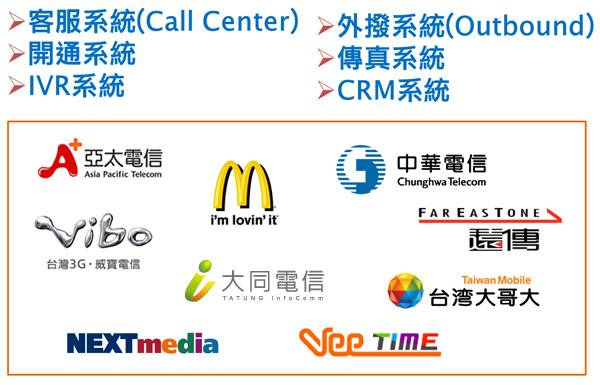 ➢客服系統(Call Center)
➢開通系統
➢IVR系統
➢外撥系統(Outbound)
➢傳真系統
➢CRM系統
A+ 亞太電信
Asia Pacific Telecom
i'm lovin' it
中華電信
Chunghwa Telecom
FAREASTONE
遠傳
Vibo
台灣3G·威寶電信
大同電信
TATUNG InfoComm
Taiwan Mobile
台湾大哥大
NEXTmedia
Vee TIME